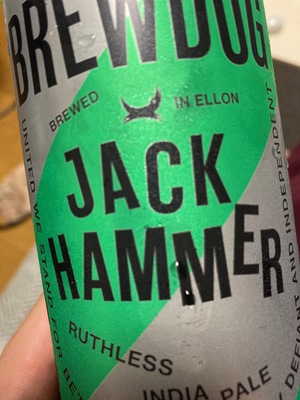 BREWDOG
BREWED IN ELLON
JACK
HAMMER
RUTHLESS
INDIA PALE
UNITED WE STAND FOR
DEFIANT AND INDEPENDENT